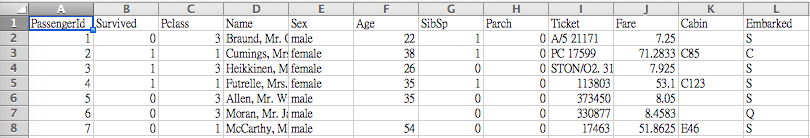 A B C D E F G H I J K L
1 PassengerId Survived Pclass Name Sex Age SibSp Parch Ticket Fare Cabin Embarked
2 1 0 3 Braund, Mr. ( male 22 1 0 A/5 21171 7.25 S
3 2 1 1 Cumings, Mrs female 38 1 0 PC 17599 71.2833 C85 C
4 3 1 3 Heikkinen, M female 26 0 0 STON/O2. 31 7.925 S
5 4 1 1 Futrelle, Mrs. female 35 1 0 113803 53.1 C123 S
6 5 0 3 Allen, Mr. W male 35 0 0 373450 8.05 S
7 6 0 3 Moran, Mr. Ja male 0 0 330877 8.4583 Q
8 7 0 1 McCarthy, M male 54 0 0 17463 51.8625 E46 S